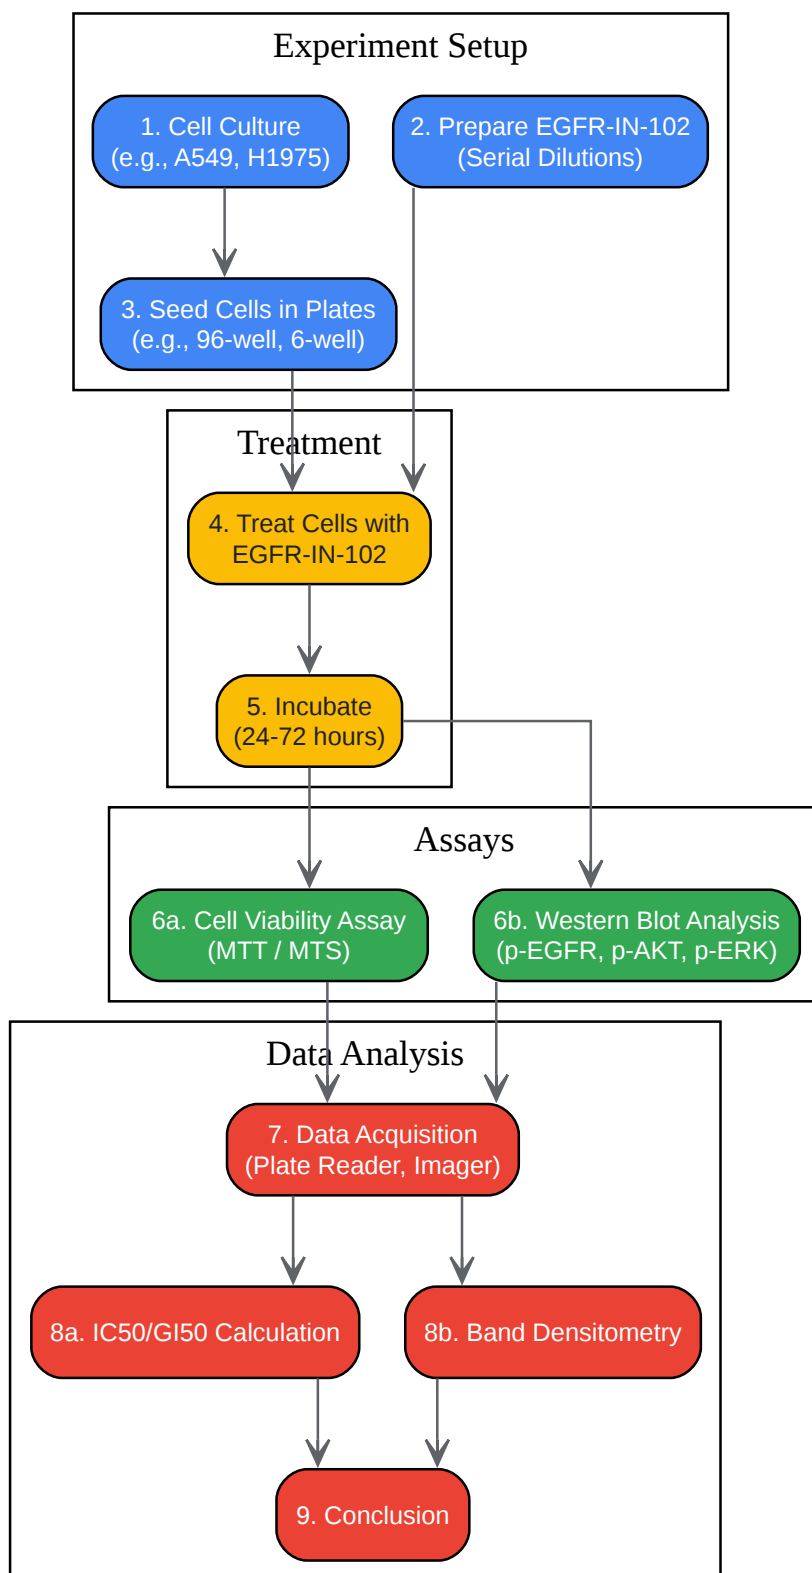 Experiment Setup
1. Cell Culture
(e.g., A549, H1975)
2. Prepare EGFR-IN-102
(Serial Dilutions)
3. Seed Cells in Plates
(e.g., 96-well, 6-well)
Treatment
4. Treat Cells with
EGFR-IN-102
5. Incubate
(24-72 hours)
Assays
6a. Cell Viability Assay
(MTT / MTS)
6b. Western Blot Analysis
(p-EGFR, p-AKT, p-ERK)
Data Analysis
7. Data Acquisition
(Plate Reader, Imager)
8a. IC50/GI50 Calculation
8b. Band Densitometry
9. Conclusion